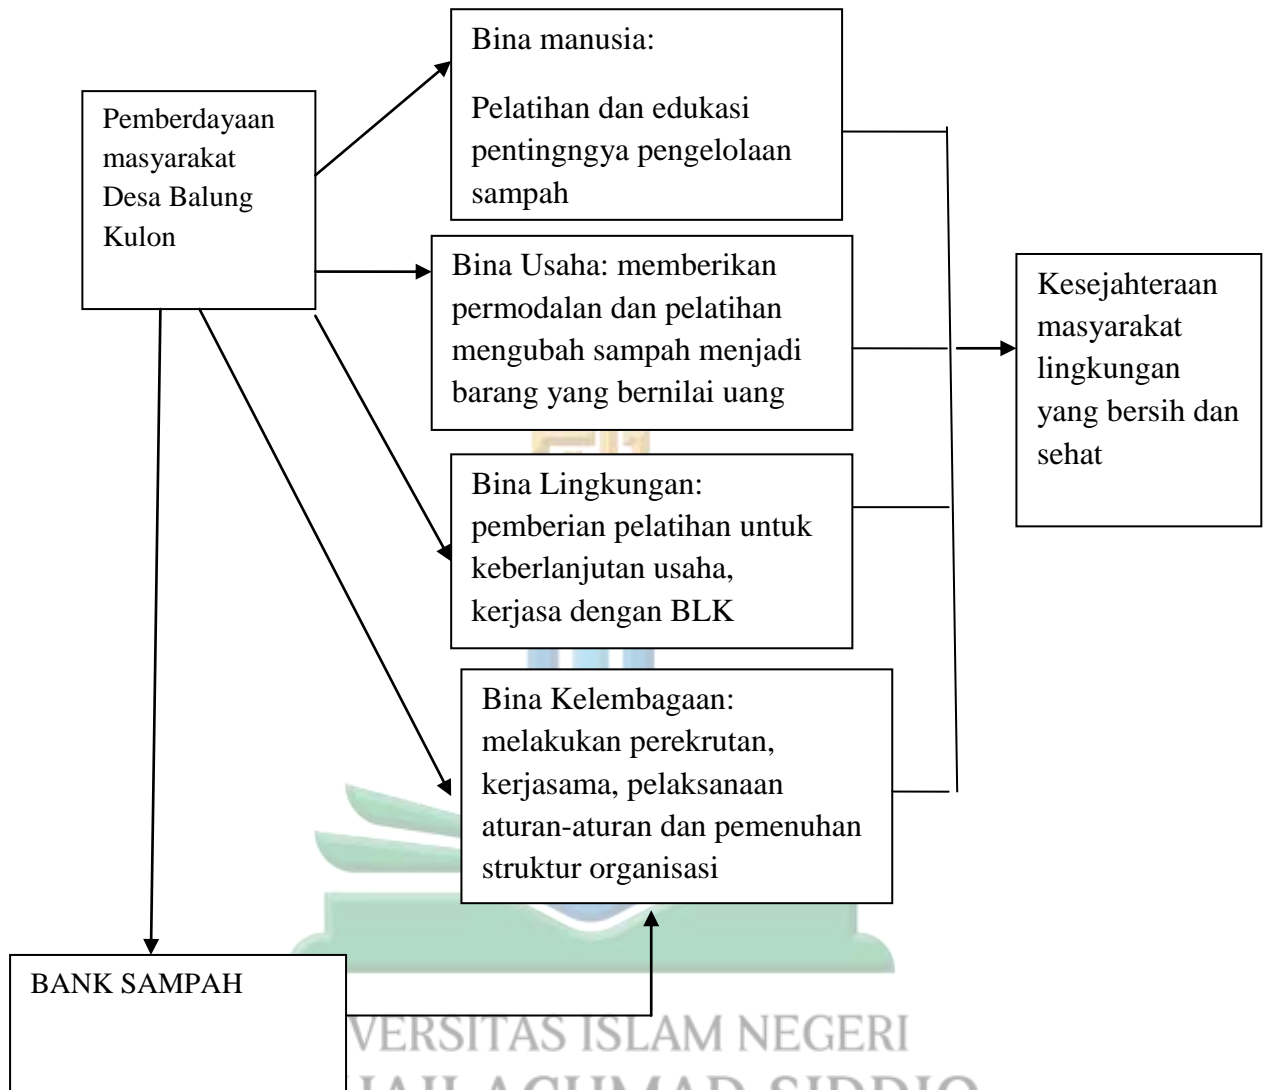 Bina manusia:
Pelatihan dan edukasi
pentingngya pengelolaan
sampah
Pemberdayaan
masyarakat
Desa Balung
Kulon
Bina Usaha: memberikan
permodalan dan pelatihan
mengubah sampah menjadi
barang yang bernilai uang
Kesejahteraan
masyarakat
lingkungan
yang bersih dan
sehat
Bina Lingkungan:
pemberian pelatihan untuk
keberlanjutan usaha,
kerjasa dengan BLK
Bina Kelembagaan:
melakukan perekrutan,
kerjasama, pelaksanaan
aturan-aturan dan pemenuhan
struktur organisasi
BANK SAMPAH
VERSITAS ISLAM NEGERI
ACHMAD SIDDIQ